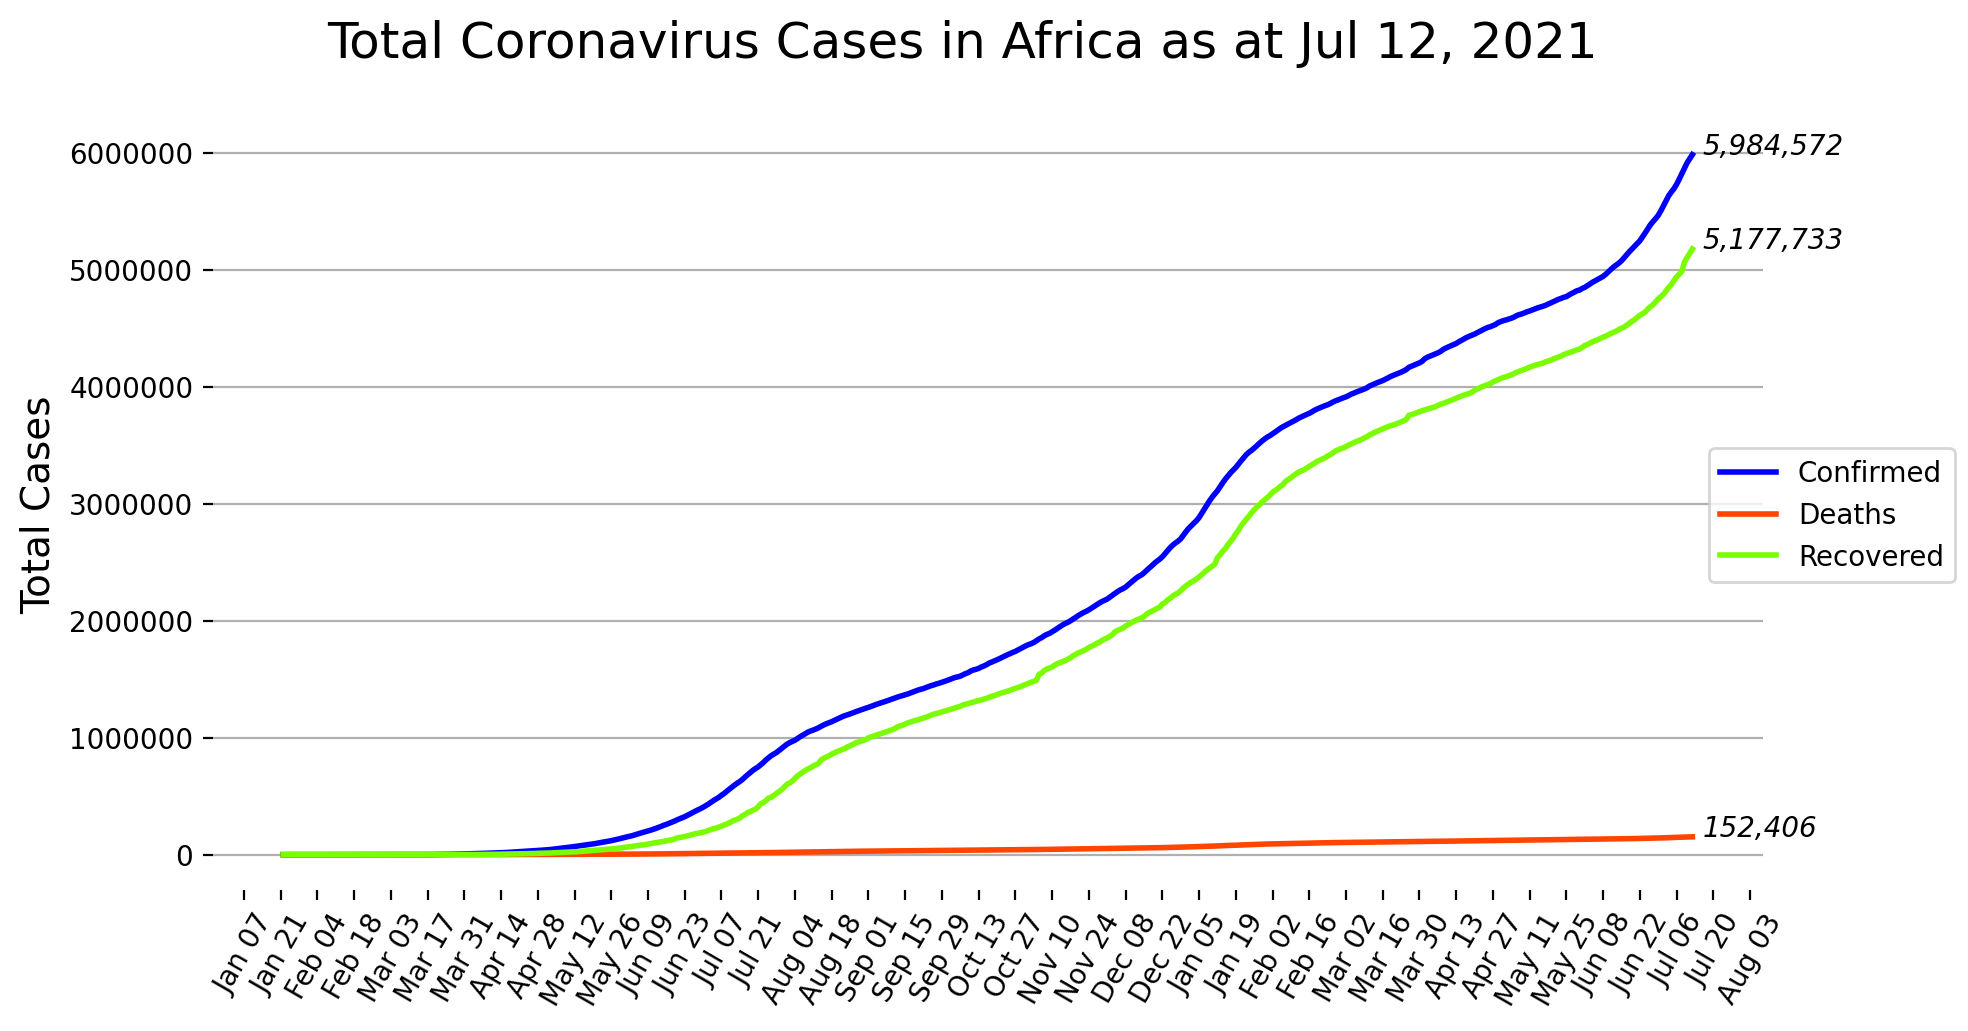 Total Coronavirus Cases in Africa as at Jul 12, 2021
Total Cases
6000000
5000000
4000000
3000000
2000000
1000000
0
5,984,572
5,177,733
152,406
Confirmed
Deaths
Recovered
Jan 07
Jan 21
Feb 04
Feb 18
Mar 03
Mar 17
Mar 31
Apr 14
Apr 28
May 12
May 26
Jun 09
Jun 23
Jul 07
Jul 21
Aug 04
Aug 18
Sep 01
Sep 15
Sep 29
Sep 13
Oct 27
Oct 10
Nov 24
Nov 08
Dec 22
Dec 05
Jan 19
Jan 19
Feb 02
Feb 16
Mar 02
Mar 16
Mar 30
Apr 13
Apr 27
Apr 11
May 25
May 08
Jun 22
Jun 22
Jul 06
Jul 20
Aug 03